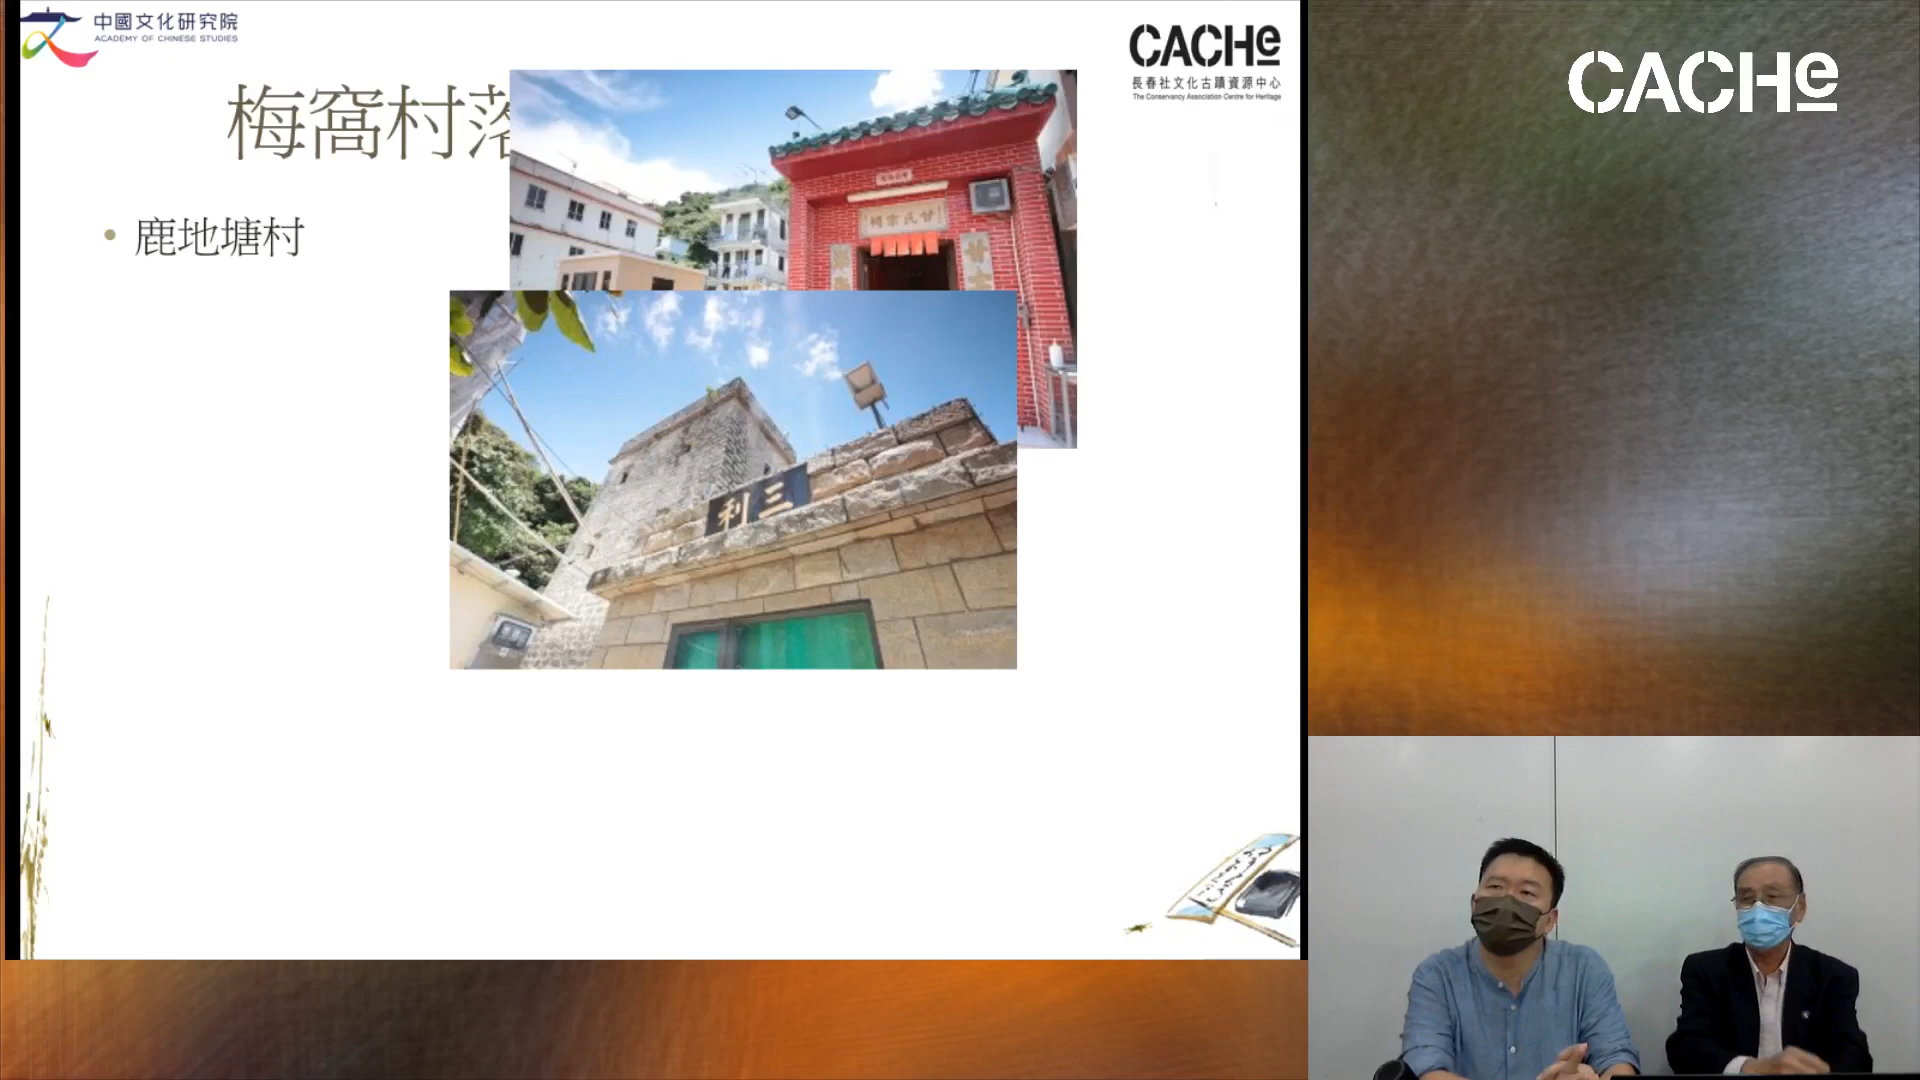 中國文化研究院
ACADEMY OF CHINESE STUDIES
CACHe
長春社文化古蹟資源中心
The Conservancy Association Centre for Heritage
CACHe
梅窩村落
• 鹿地塘村
祠宗氏甘
利三